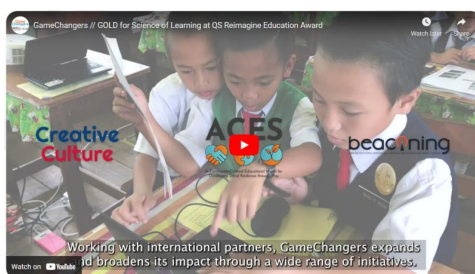 GameChangers // GOLD for Science of Learning at QS Reimagine Education Award
Watch later
Share
Creative
Culture
ACES
beaconing
Working with international partners, GameChangers expands
and broadens its impact through a wide range of initiatives.
Watch on YouTube